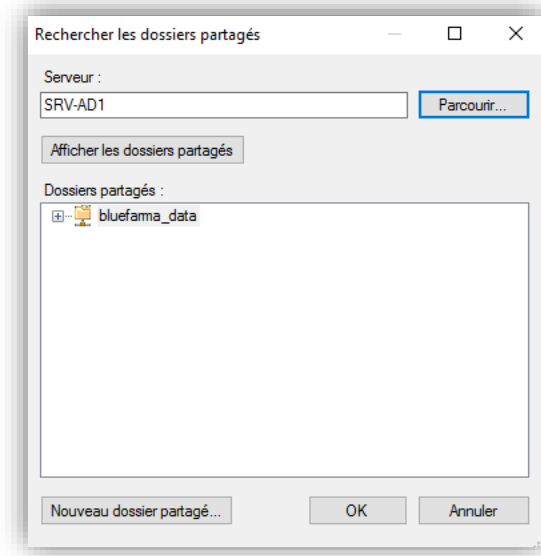 Rechercher les dossiers partagés
Serveur :
SRV-AD1
Parcourir...
Afficher les dossiers partagés
Dossiers partagés :
bluefarma_data
Nouveau dossier partagé...
OK
Annuler